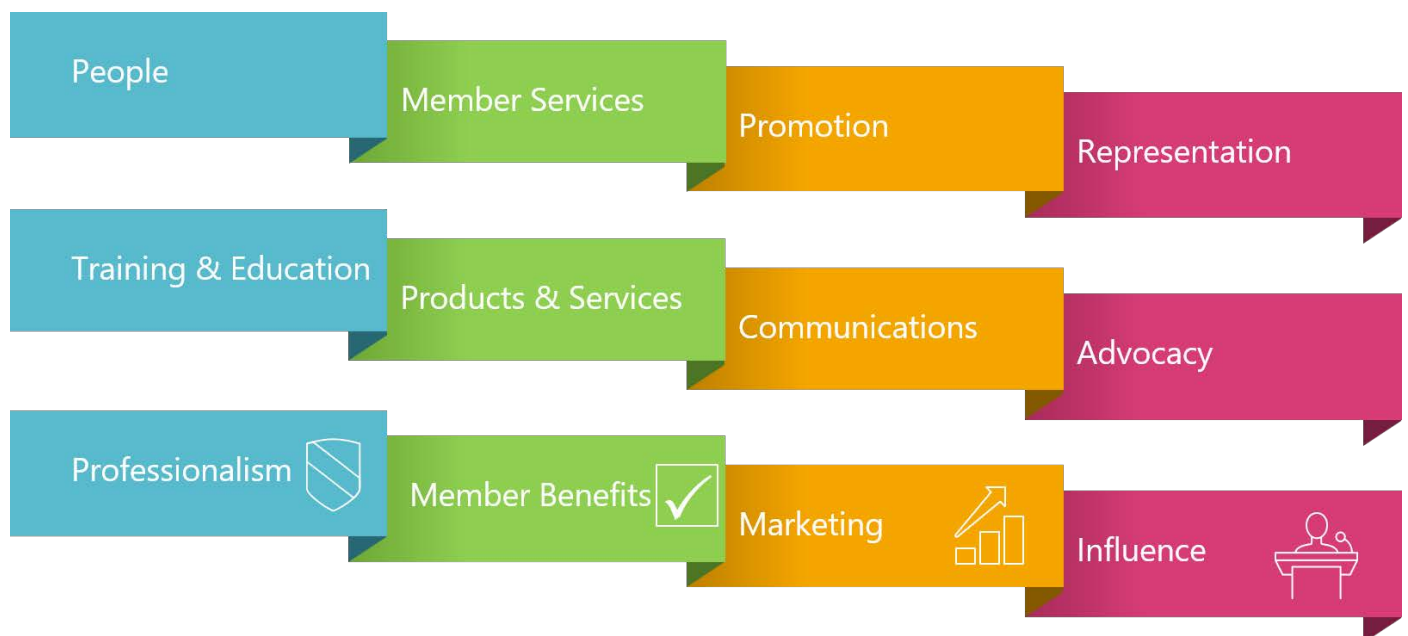 People
Member Services
Promotion
Representation
Training & Education
Products & Services
Communications
Advocacy
Professionalism
Member Benefits
Marketing
Influence